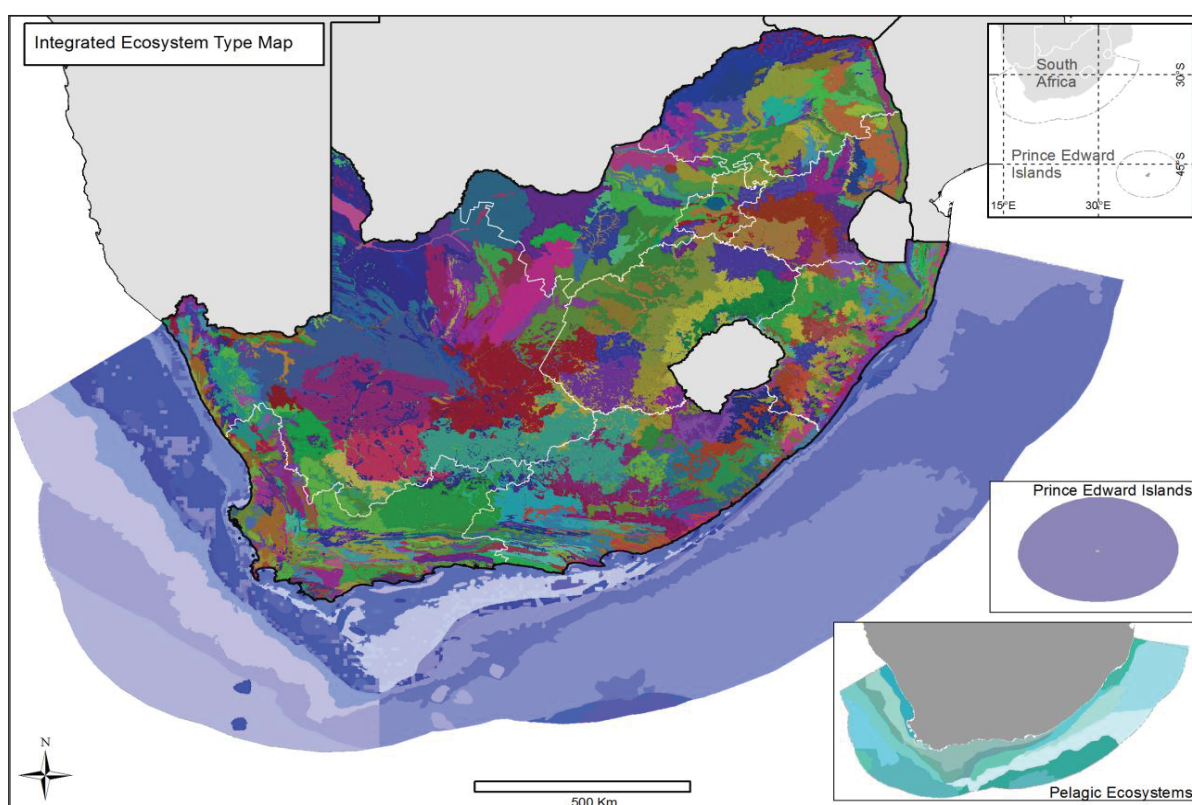 Integrated Ecosystem Type Map
South
Africa
30°S
Prince Edward
Islands
45°S
15°E
30°E
Prince Edward Islands
Pelagic Ecosystems
N
500 Km